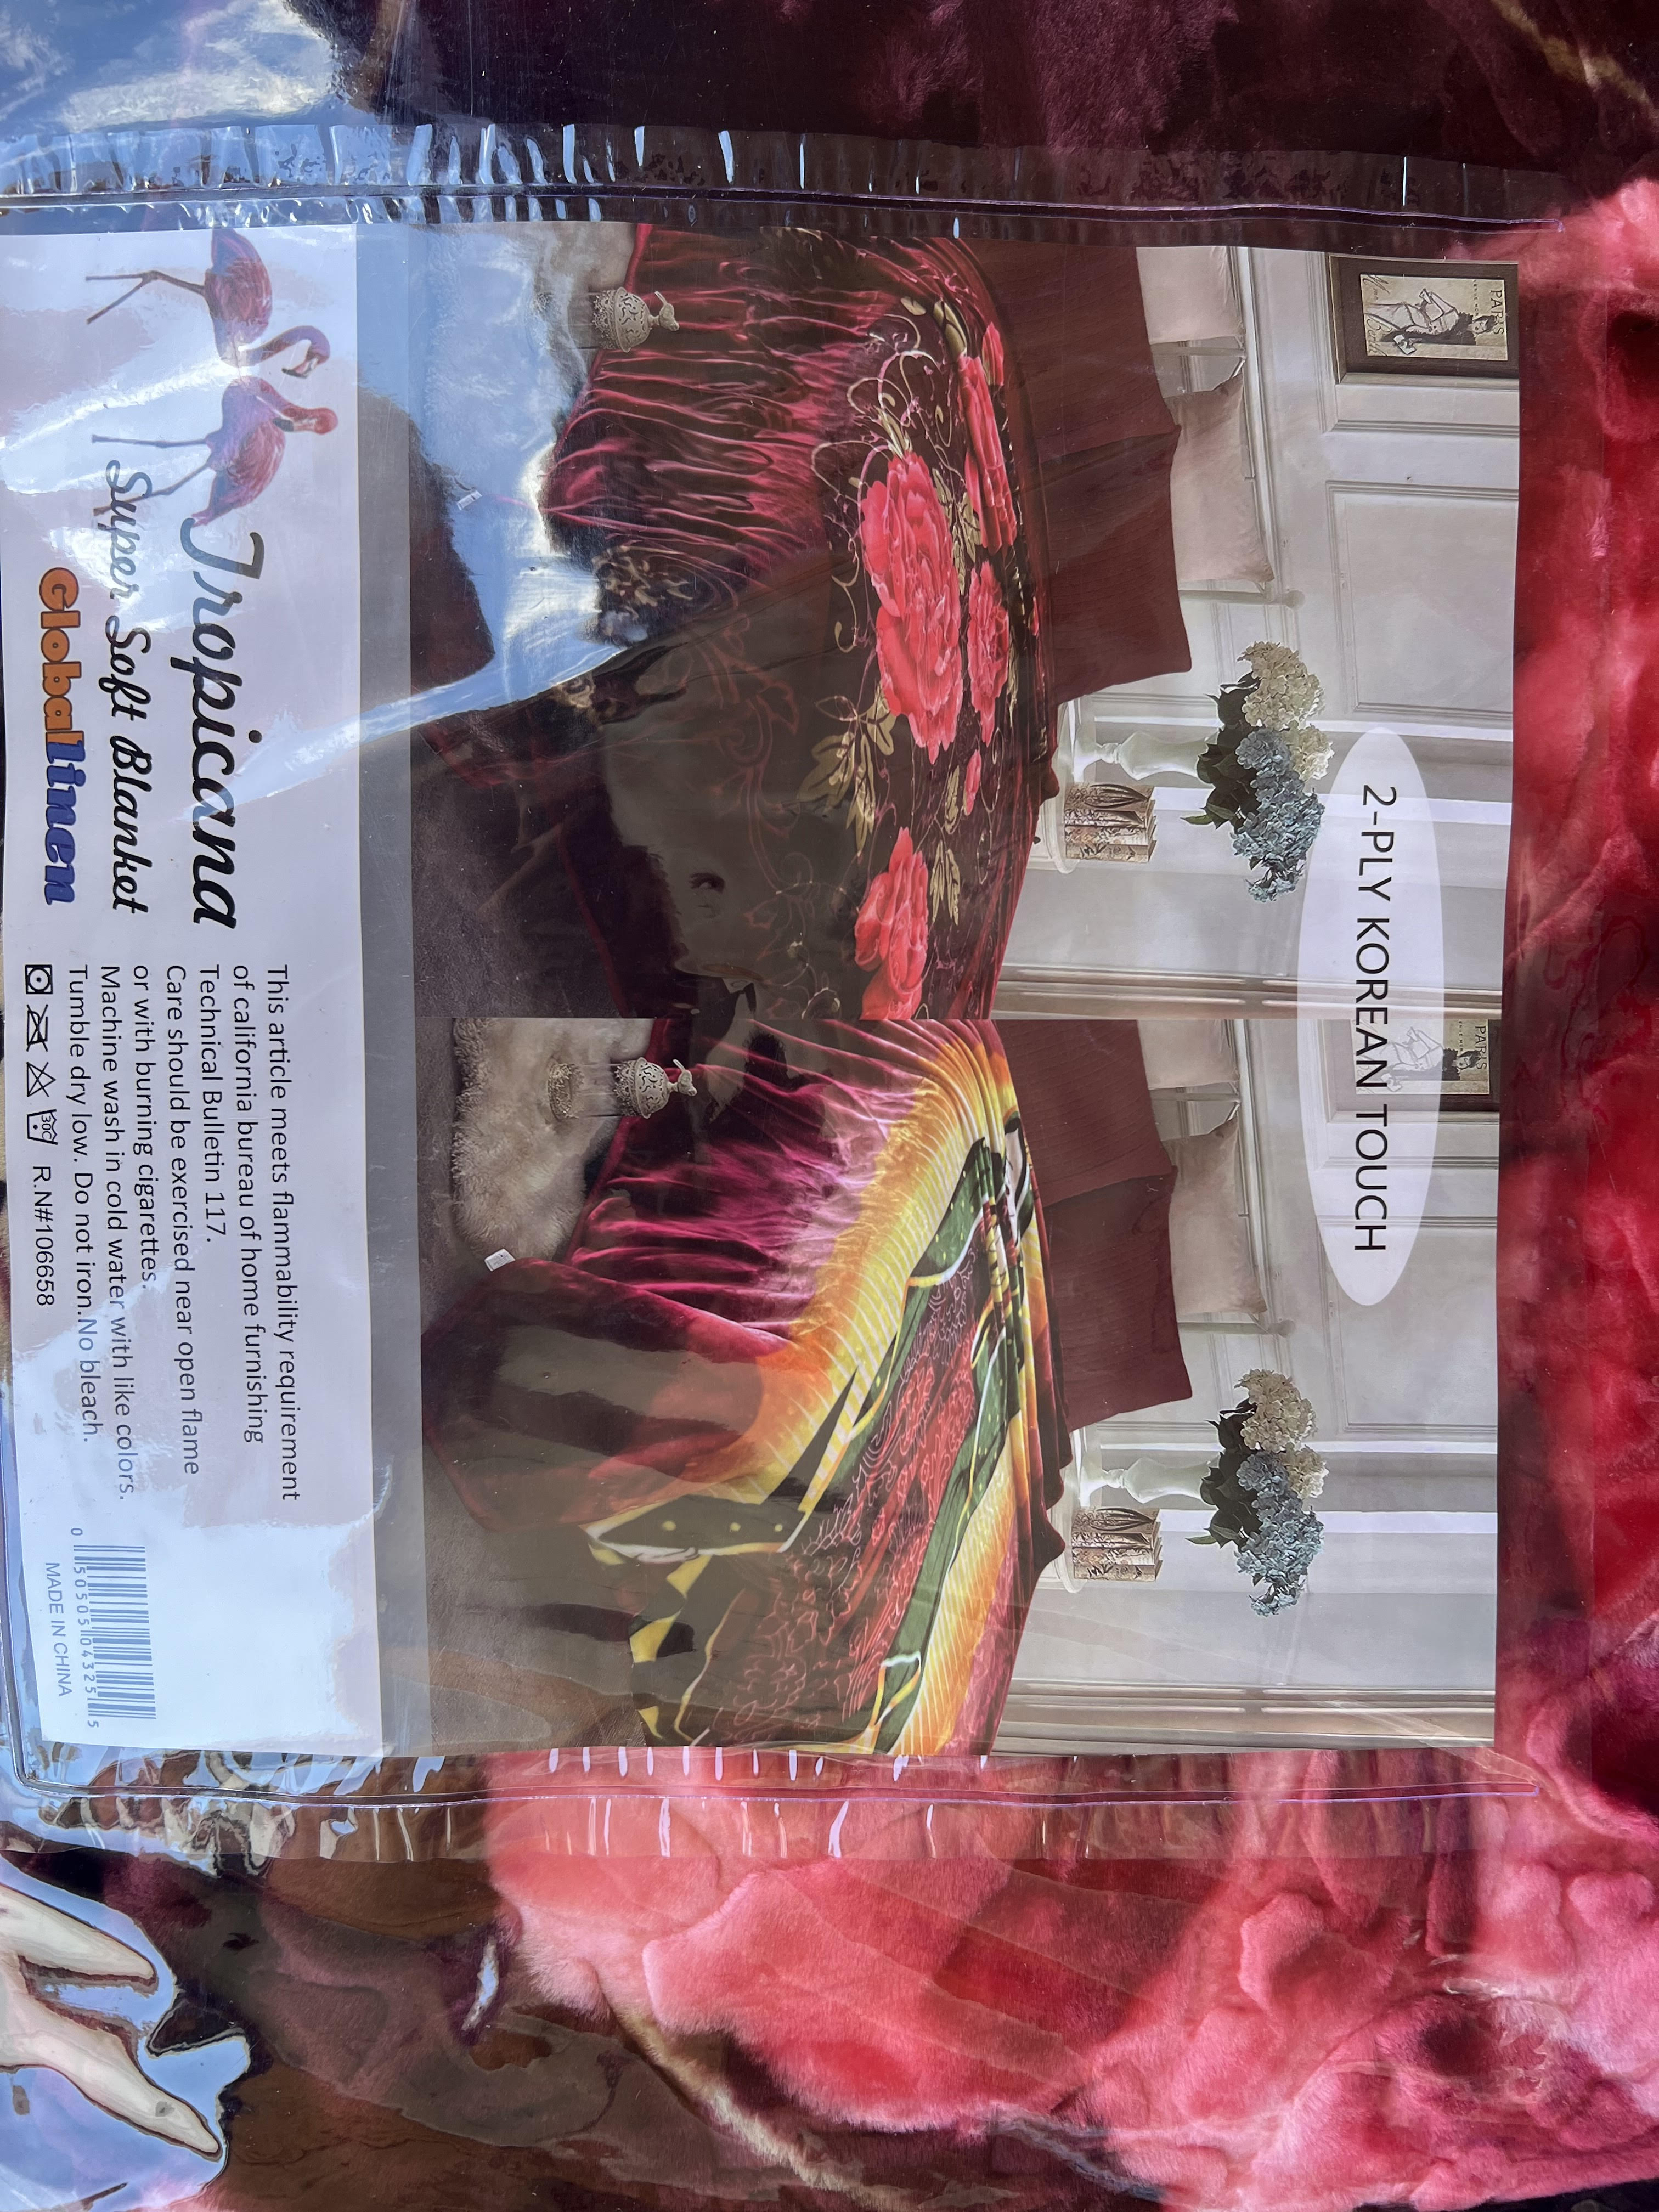 PARIS
PARIS
2-PLY KOREAN TOUCH
Tropicana
Super Soft Blanket
Globallinen
This article meets flammability requirement
of california bureau of home furnishing
Technical Bulletin 117.
Care should be exercised near open flame
or with burning cigarettes.
Machine wash in cold water with like colors.
Tumble dry low. Do not iron.No bleach.
30C R.N#106658
0 50505 04325 5
MADE IN CHINA